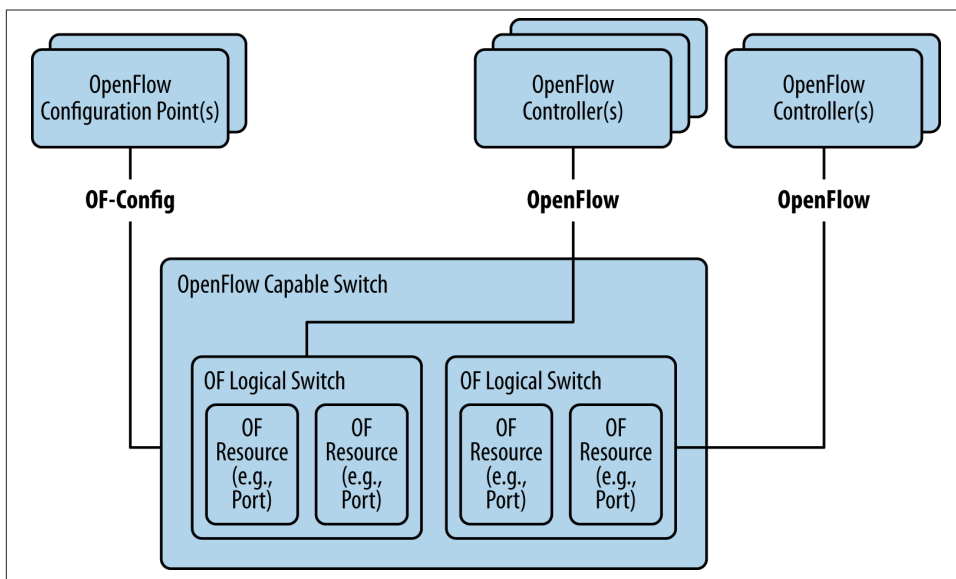 OpenFlow
Configuration Point(s)
OpenFlow
Controller(s)
OpenFlow
Controller(s)
OF-Config
OpenFlow
OpenFlow
OpenFlow Capable Switch
OF Logical Switch
OF
Resource
(e.g.,
Port)
OF
Resource
(e.g.,
Port)
OF Logical Switch
OF
Resource
(e.g.,
Port)
OF
Resource
(e.g.,
Port)